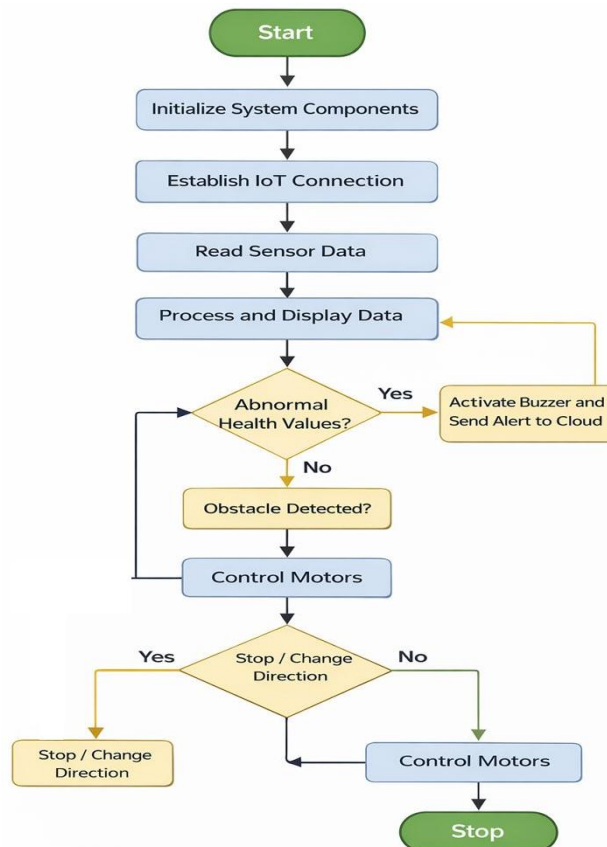 Start
Initialize System Components
Establish IoT Connection
Read Sensor Data
Process and Display Data
Abnormal
Health Values?
Yes
Activate Buzzer and
Send Alert to Cloud
No
Obstacle Detected?
Control Motors
Yes
Stop / Change
Direction
No
Stop / Change
Direction
Control Motors
Stop